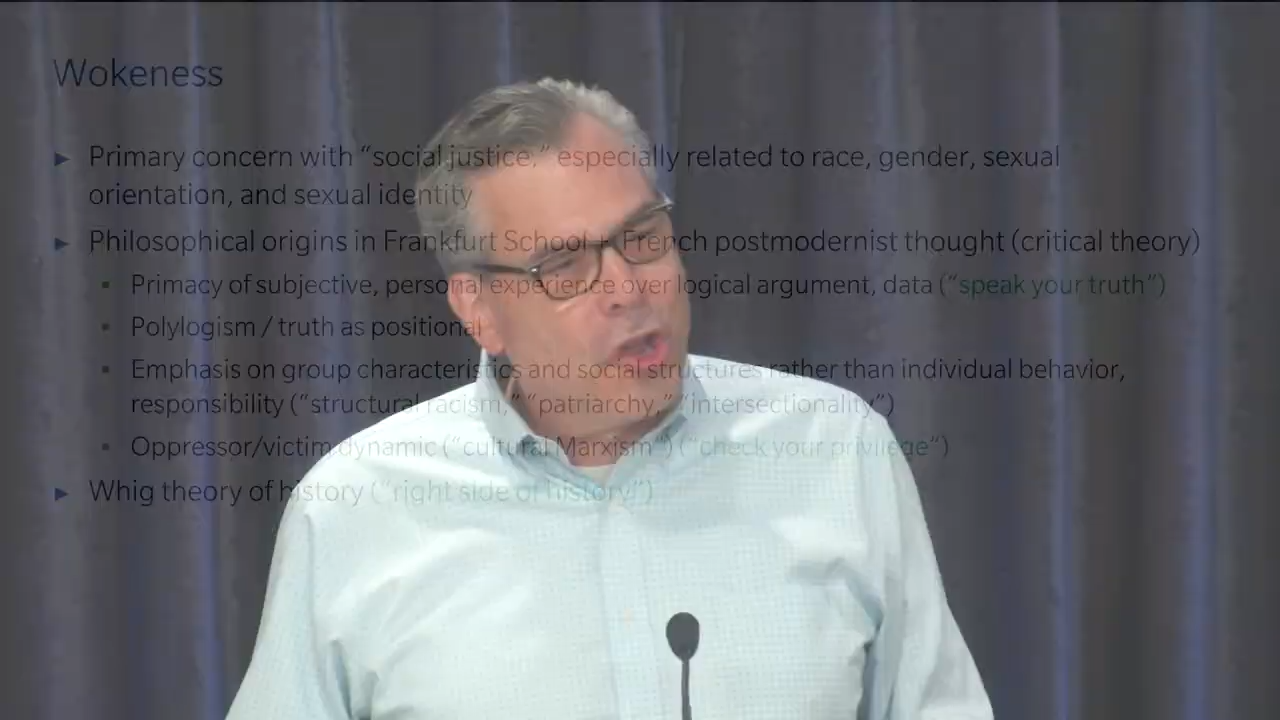 Wokeness
► Primary concern with “social justice,” especially related to race, gender, sexual
orientation, and sexual identity
► Philosophical origins in Frankfurt School, French postmodernist thought (critical theory)
▪ Primacy of subjective, personal experience over logical argument, data (“speak your truth”)
▪ Polylogism / truth as positional
▪ Emphasis on group characteristics and social structures rather than individual behavior,
responsibility (“structural racism,” “patriarchy,” “intersectionality”)
▪ Oppressor/victim dynamic (“cultural Marxism”) (“check your privilege”)
► Whig theory of history (“right side of history”)